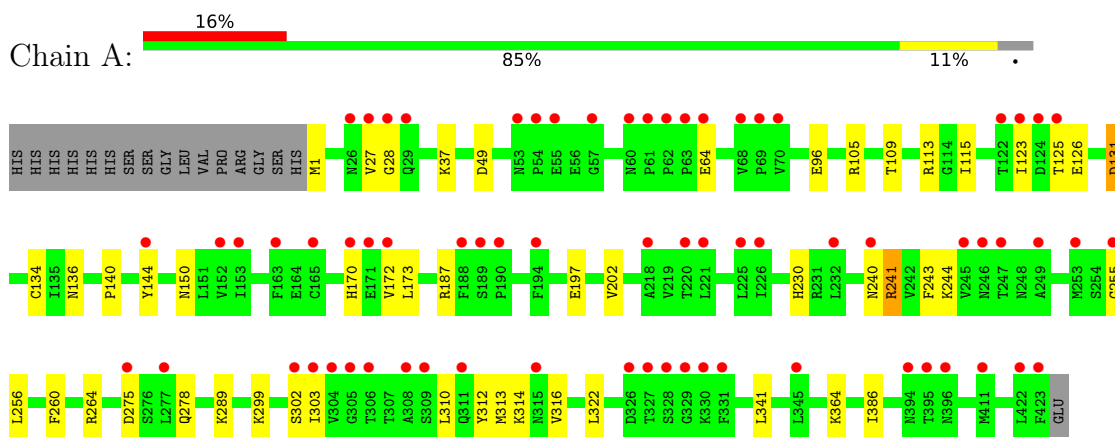 16%
Chain A:
85% 11% •
HIS HIS HIS HIS HIS HIS SER SER GLY LEU VAL PRO ARG GLY SER HIS M1 N26 V27 G28 Q29 K37 D49 N53 P54 E55 E56 G57 N60 P61 P62 P63 E64 V68 P69 V70 E96 R105 T109 R113 G114 I115 T122 I123 D124 T125 E126 D131
C134 I135 N136 P140 Y144 N150 L151 V152 I153 F163 E164 C165 H170 E171 V172 L173 R187 F188 S189 P190 F194 E197 V202 A218 V219 T220 L221 L225 I226 H230 R231 L232 N240 R241 V242 F243 K244 V245 N246 T247 N248 A249 M253 S254 G255
L256 F260 R264 D275 S276 L277 Q278 K289 K299 S302 I303 V304 G305 T306 T307 A308 S309 L310 Q311 Y312 M313 K314 N315 V316 L322 D326 T327 S328 G329 K330 F331 L341 L345 K364 I386 N394 T395 N396 M411 L422 F423 GLU